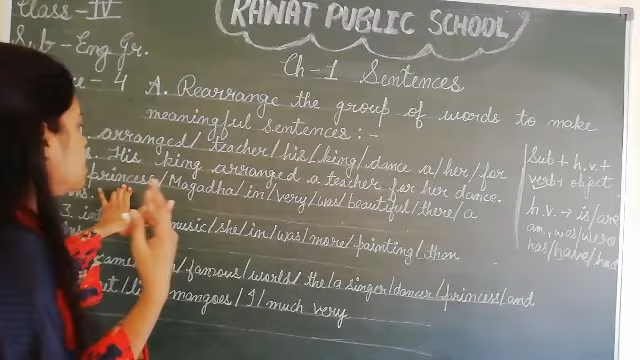 RAWAT PUBLIC SCHOOL
Class - IV
Sub - Eng Gr.
Ch-1 Sentences
- 4 A. Rearrange the group of words to make
meaningful sentences :-
arranged/ teacher/his/king/dance a/her/for
His king arranged a teacher for her dance.
princess/Magadha/in/very/was/beautiful/there/a
3. music/she/in/was/more/painting/than
famous/world/ the/a singer/dancer/princess/and
mangoes/I/much very
Sub + h.v.+
verb + object
h.v. → is/are
am, was/were
has/have/had